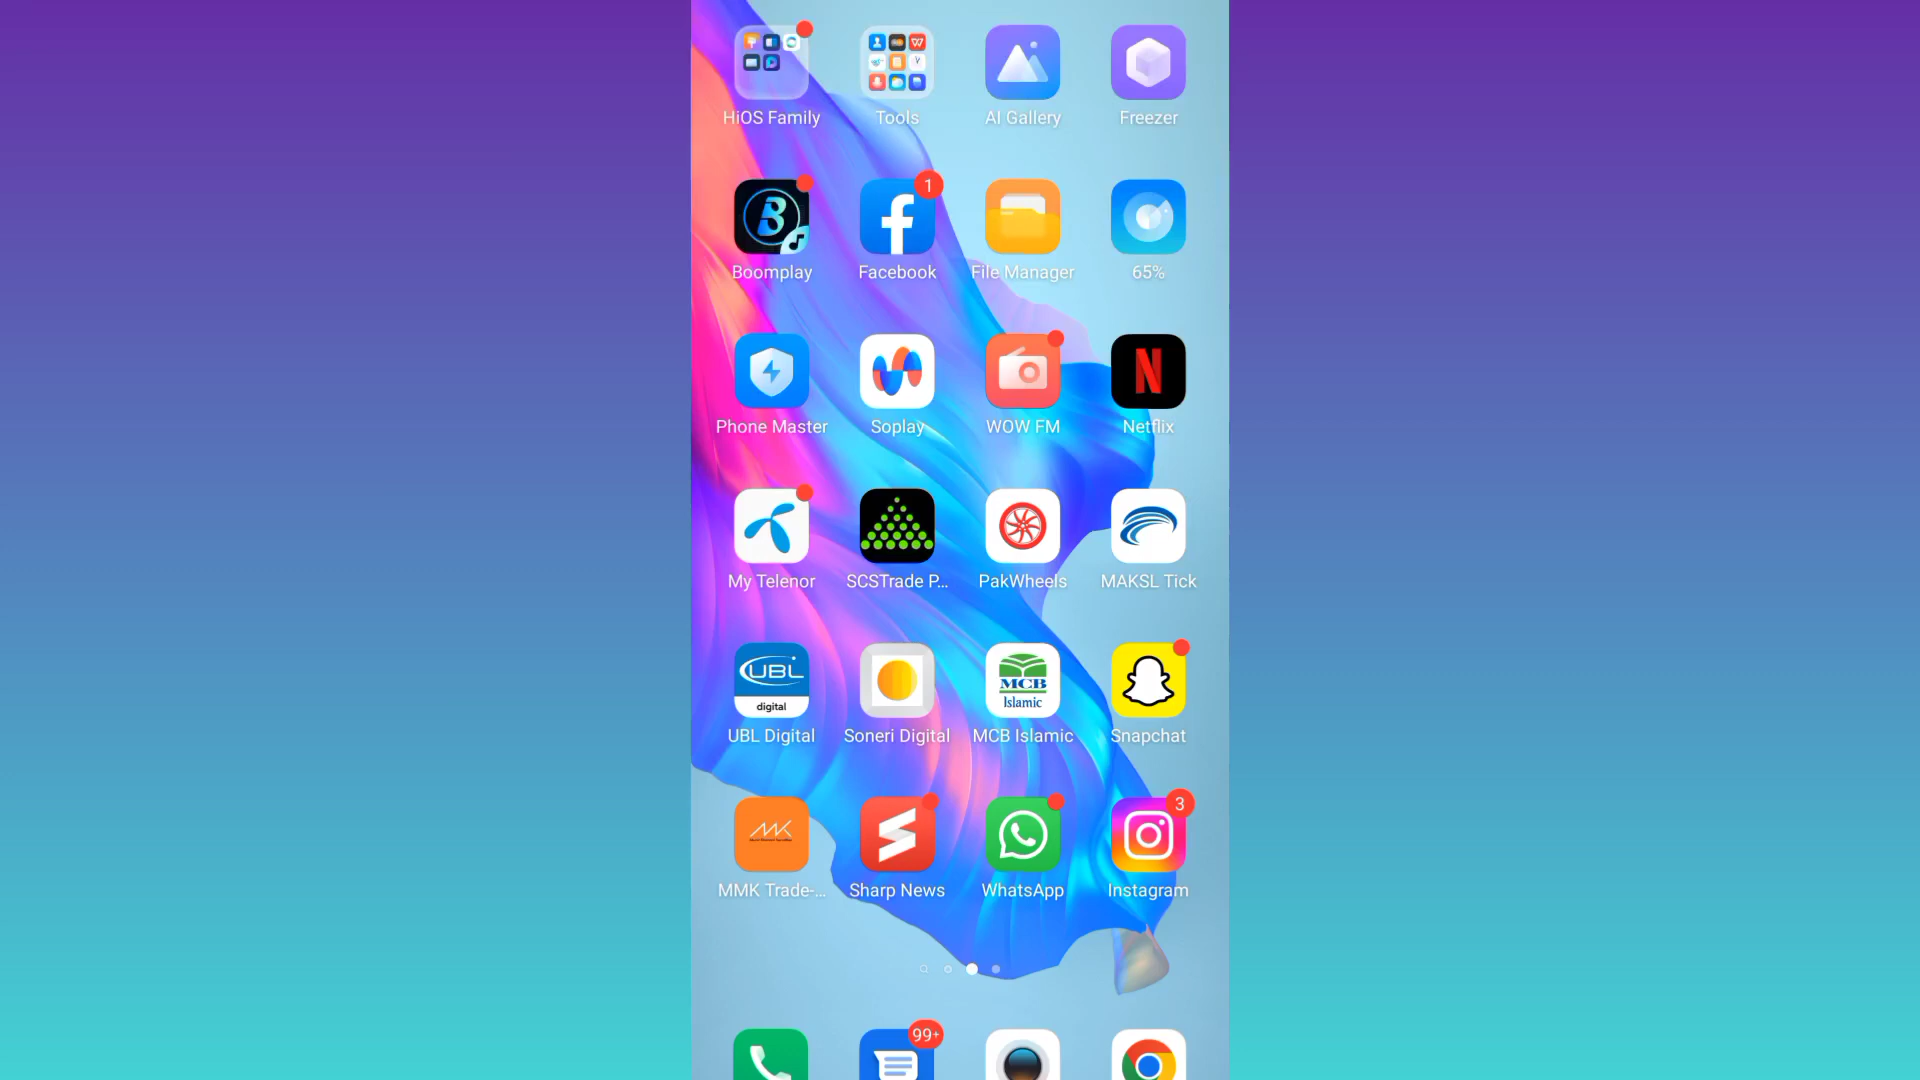 HiOS Family Tools AI Gallery Freezer
1
Boomplay Facebook File Manager 65%
N
Phone Master Soplay WOW FM Netflix
My Telenor SCSTrade P... PakWheels MAKSL Tick
UBL
digital
MCB
Islamic
UBL Digital Soneri Digital MCB Islamic Snapchat
3
MMK
MMK Trade-... Sharp News WhatsApp Instagram
99+